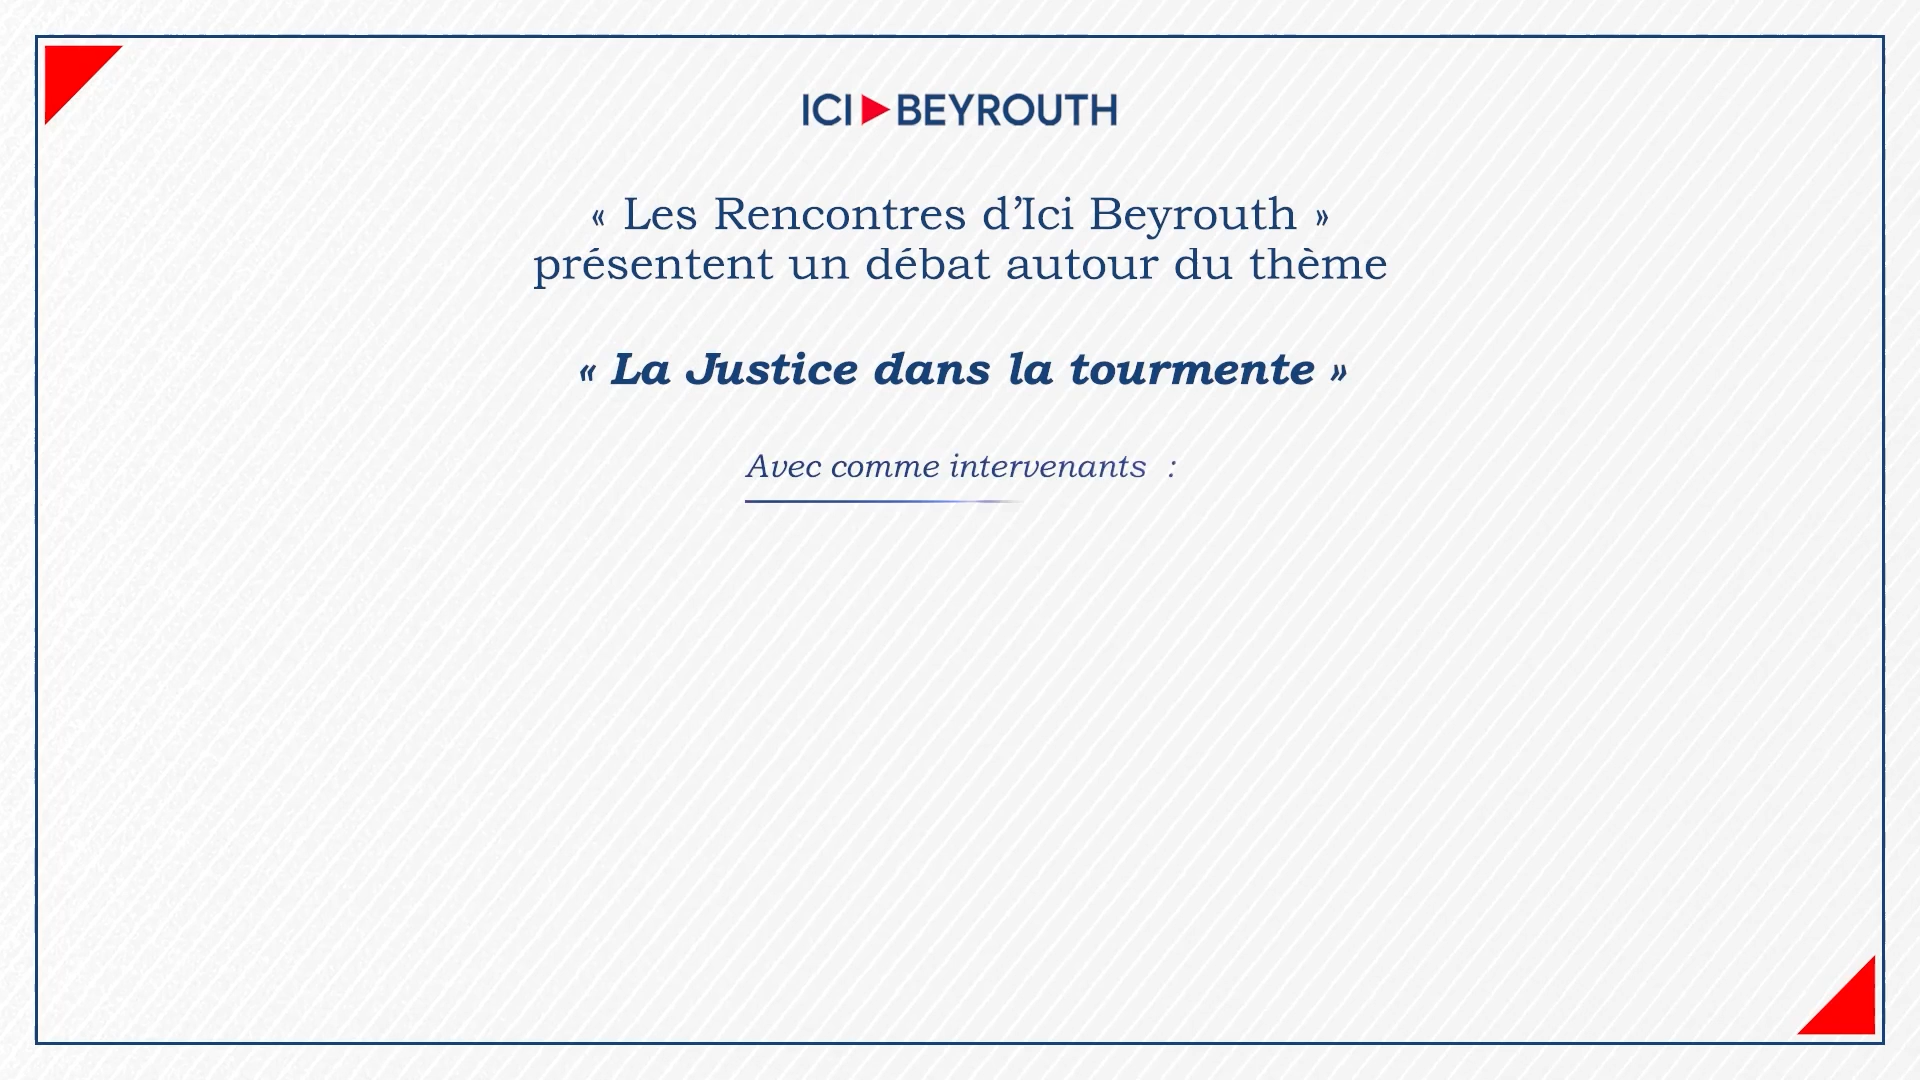 ICI BEYROUTH
« Les Rencontres d’Ici Beyrouth »
présentent un débat autour du thème
« La Justice dans la tourmente »
Avec comme intervenants :